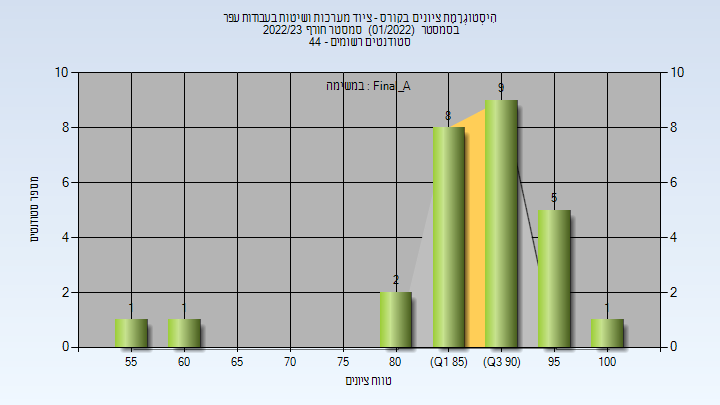 הִיסְטוֹגְרָמַת ציונים בקורס - ציוד מערכות ושיטות בעבודות עפר
בסמסטר (01/2022) סמסטר חורף 2022/23
סטודנטים רשומים - 44
במשימה : Final_A
10 10
9
8 8 8
6 6
5
4 4
2 2 2
1 1 1
0 0
55 60 65 70 75 80 (Q1 85) (Q3 90) 95 100
מספר סטודנטים
טווח ציונים